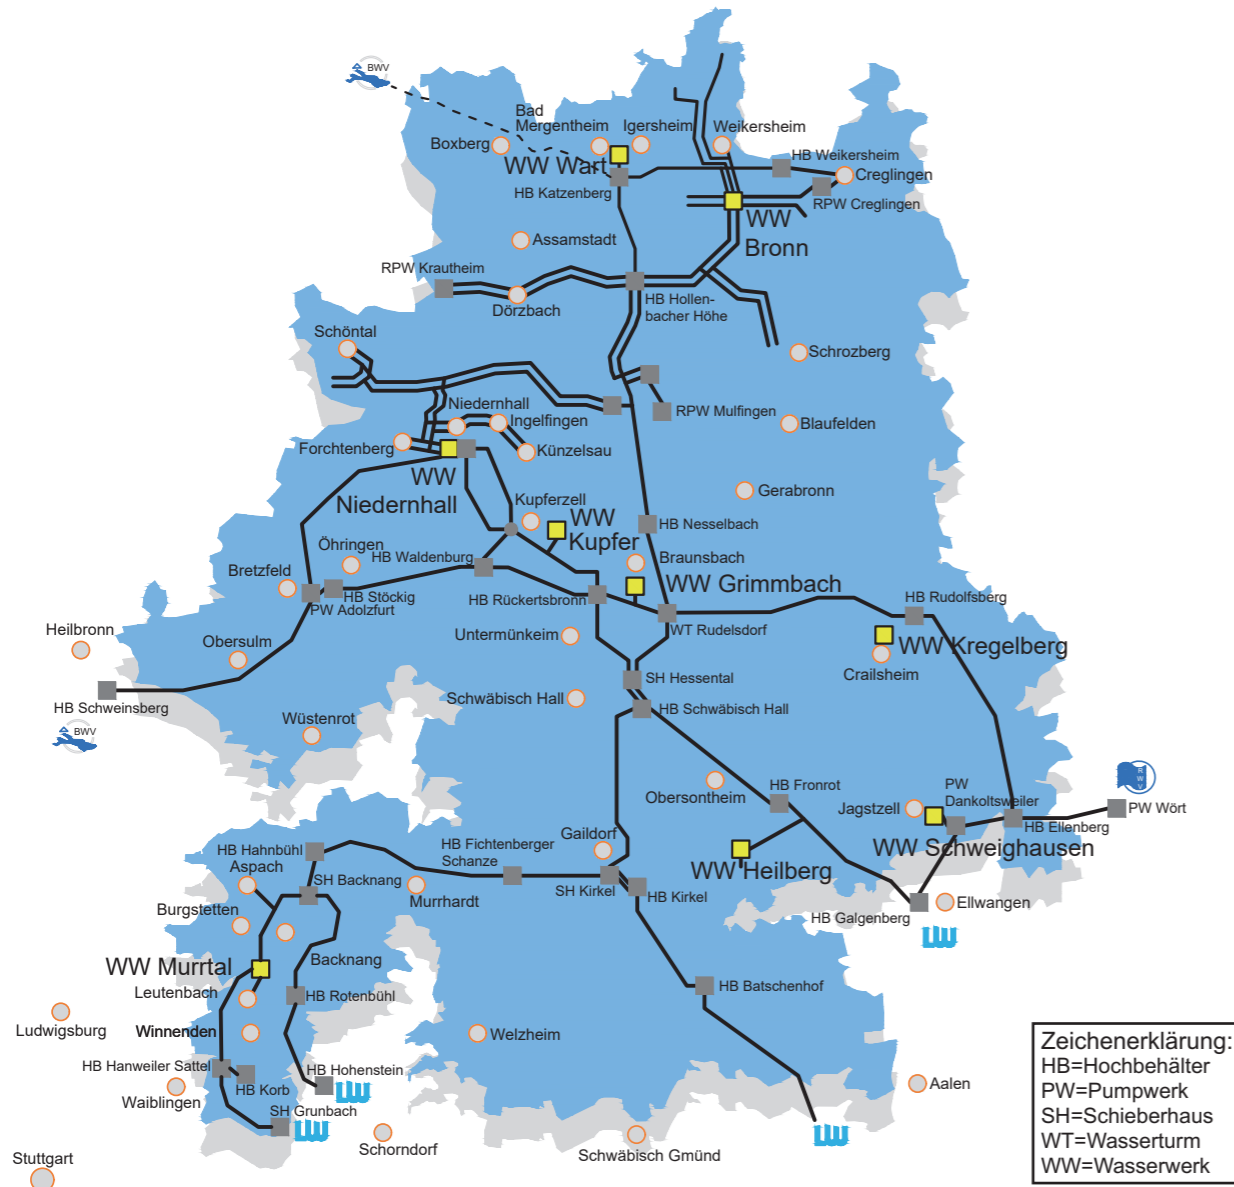 BWV
Bad
Mergentheim
Igersheim
Weikersheim
Boxberg
WW Wart
HB Weikersheim
Creglingen
HB Katzenberg
RPW Creglingen
WW
Bronn
Assamstadt
RPW Krautheim
HB Hollen-
bacher Höhe
Dörzbach
Schöntal
Schrozberg
Niedernhall
Ingelfingen
RPW Mulfingen
Blaufelden
Forchtenberg
Künzelsau
WW
Niedernhall
Gerabronn
Kupferzell
WW
Kupfer
HB Nesselbach
Öhringen
HB Waldenburg
Braunsbach
Bretzfeld
HB Stöckig
PW Adolzfurt
HB Rückertsbronn
WW Grimmbach
HB Rudolfsberg
WT Rudelsdorf
Heilbronn
Untermünkeim
WW Kregelberg
Obersulm
Crailsheim
SH Hessental
HB Schweinsberg
Schwäbisch Hall
HB Schwäbisch Hall
BWV
Wüstenrot
RWV
Obersontheim
HB Fronrot
Jagstzell
PW
Dankoltsweiler
PW Wört
HB Ellenberg
HB Hahnbühl
Aspach
HB Fichtenberger
Schanze
Gaildorf
WW Heilberg
WW Schweighausen
SH Backnang
Murrhardt
SH Kirkel
HB Kirkel
HB Galgenberg
Ellwangen
LW
Burgstetten
Backnang
WW Murrtal
Leutenbach
HB Rotenbühl
HB Batschenhof
Ludwigsburg
Winnenden
Welzheim
HB Hanweiler Sattel
HB Korb
HB Hohenstein
LW
Waiblingen
SH Grunbach
LW
Schorndorf
Schwäbisch Gmünd
LW
Aalen
Stuttgart
Zeichenerklärung:
HB=Hochbehälter
PW=Pumpwerk
SH=Schieberhaus
WT=Wasserturm
WW=Wasserwerk